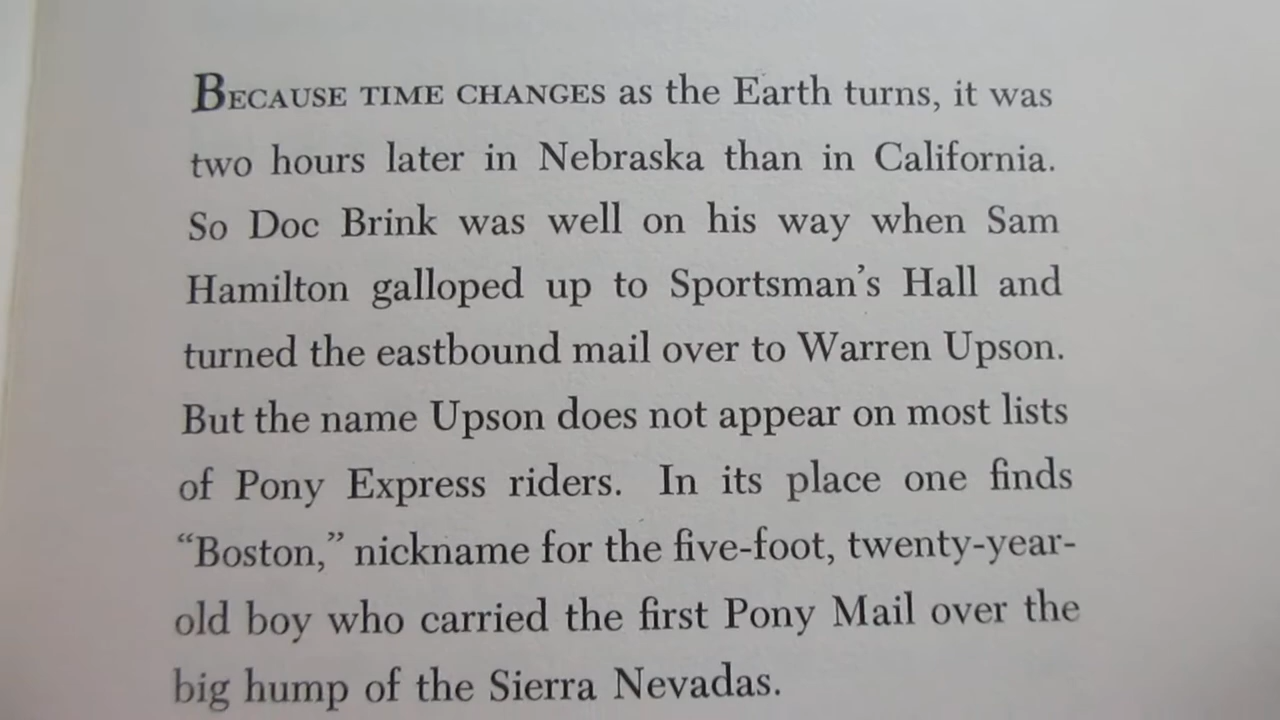 BECAUSE TIME CHANGES as the Earth turns, it was
two hours later in Nebraska than in California.
So Doc Brink was well on his way when Sam
Hamilton galloped up to Sportsman's Hall and
turned the eastbound mail over to Warren Upson.
But the name Upson does not appear on most lists
of Pony Express riders. In its place one finds
“Boston,” nickname for the five-foot, twenty-year-
old boy who carried the first Pony Mail over the
big hump of the Sierra Nevadas.